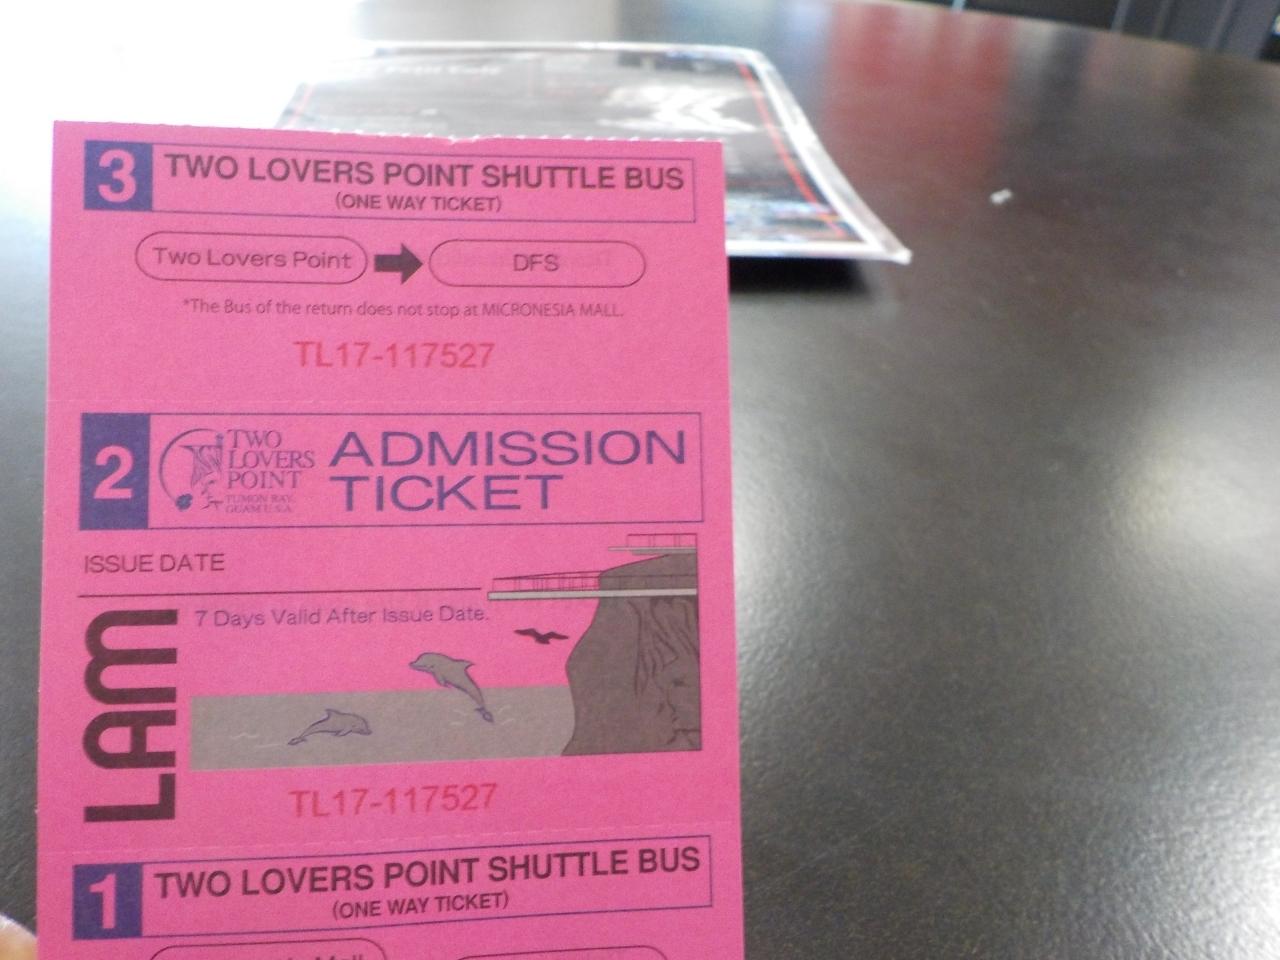 3 TWO LOVERS POINT SHUTTLE BUS
(ONE WAY TICKET)
Two Lovers Point DFS
*The Bus of the return does not stop at MICRONESIA MALL.
TL17-117527
2 TWO LOVERS POINT
TUMON BAY, GUAM U.S.A
ADMISSION TICKET
ISSUE DATE
7 Days Valid After Issue Date.
LAM
TL17-117527
1 TWO LOVERS POINT SHUTTLE BUS
(ONE WAY TICKET)
Mall